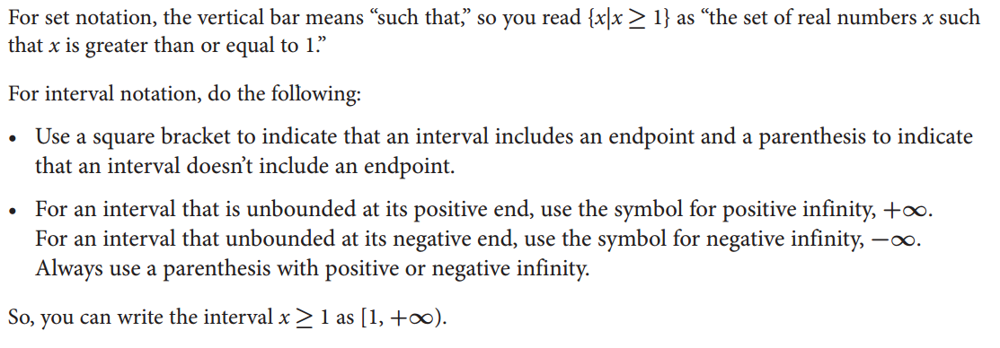 For set notation, the vertical bar means “such that,” so you read {x|x ≥ 1} as “the set of real numbers x such
that x is greater than or equal to 1.”
For interval notation, do the following:
• Use a square bracket to indicate that an interval includes an endpoint and a parenthesis to indicate
that an interval doesn’t include an endpoint.
• For an interval that is unbounded at its positive end, use the symbol for positive infinity, +∞.
For an interval that unbounded at its negative end, use the symbol for negative infinity, −∞.
Always use a parenthesis with positive or negative infinity.
So, you can write the interval x ≥ 1 as [1, +∞).